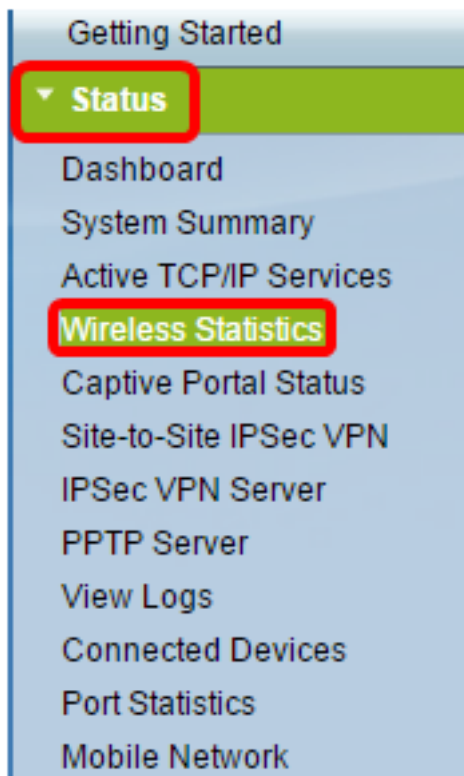 Getting Started
Status
Dashboard
System Summary
Active TCP/IP Services
Wireless Statistics
Captive Portal Status
Site-to-Site IPSec VPN
IPSec VPN Server
PPTP Server
View Logs
Connected Devices
Port Statistics
Mobile Network